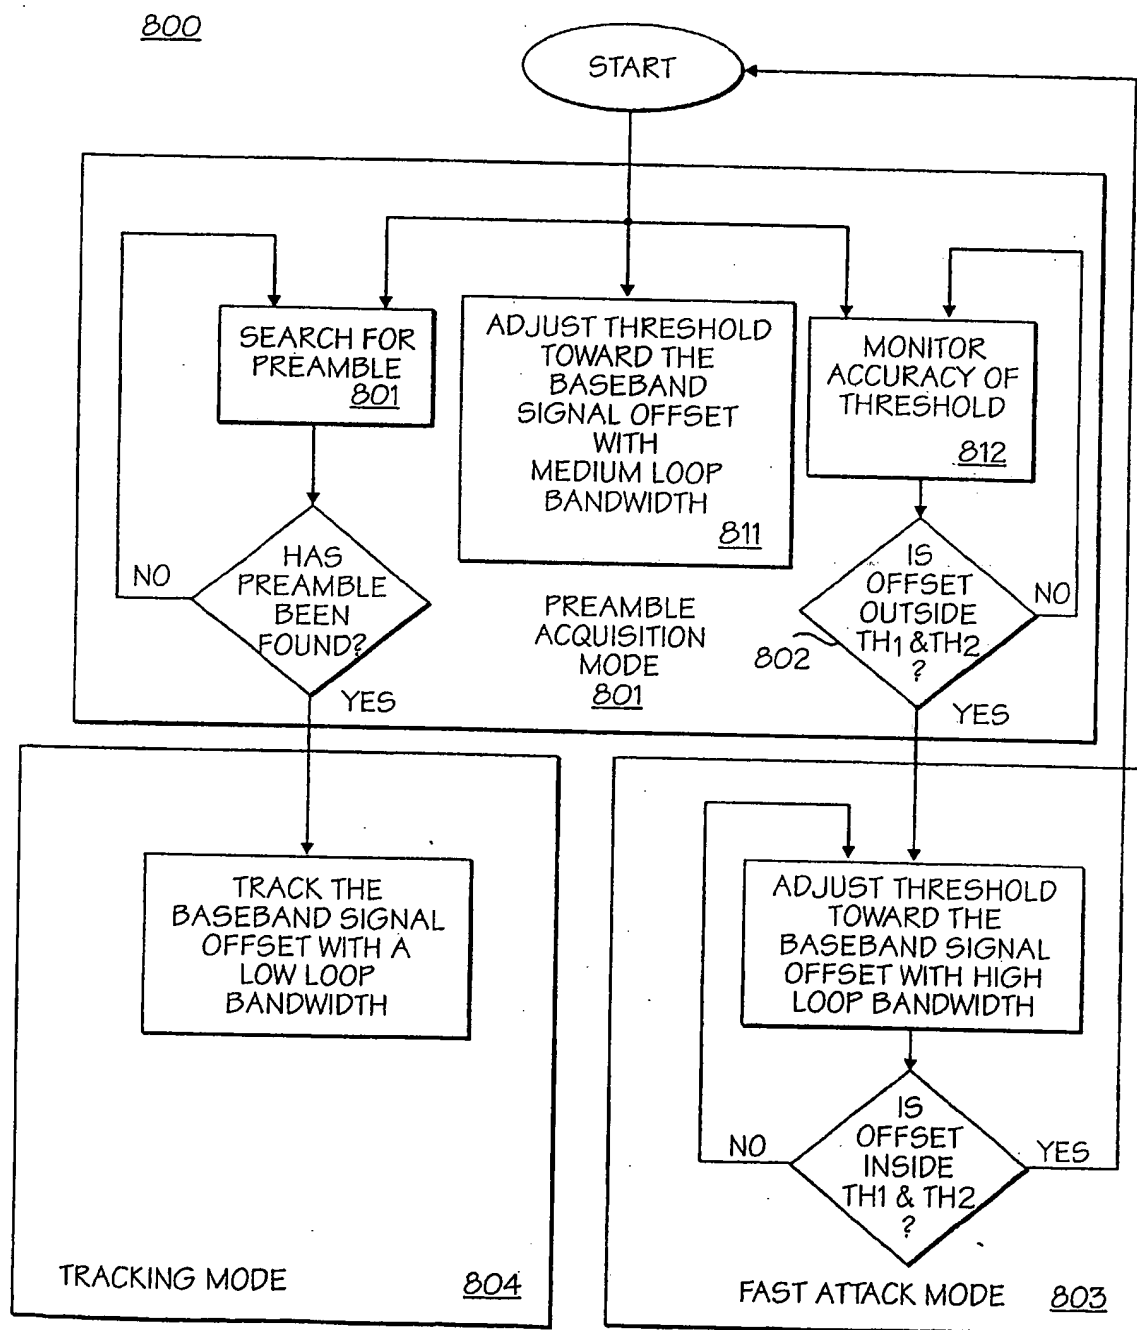 800
START
SEARCH FOR
PREAMBLE
801
ADJUST THRESHOLD
TOWARD THE
BASEBAND
SIGNAL OFFSET
WITH
MEDIUM LOOP
BANDWIDTH
811
MONITOR
ACCURACY OF
THRESHOLD
812
HAS
PREAMBLE
BEEN
FOUND?
NO
YES
PREAMBLE
ACQUISITION
MODE
801
IS
OFFSET
OUTSIDE
TH1 &TH2
?
802
NO
YES
TRACK THE
BASEBAND SIGNAL
OFFSET WITH A
LOW LOOP
BANDWIDTH
TRACKING MODE
804
ADJUST THRESHOLD
TOWARD THE
BASEBAND SIGNAL
OFFSET WITH HIGH
LOOP BANDWIDTH
IS
OFFSET
INSIDE
TH1 & TH2
?
NO
YES
FAST ATTACK MODE
803